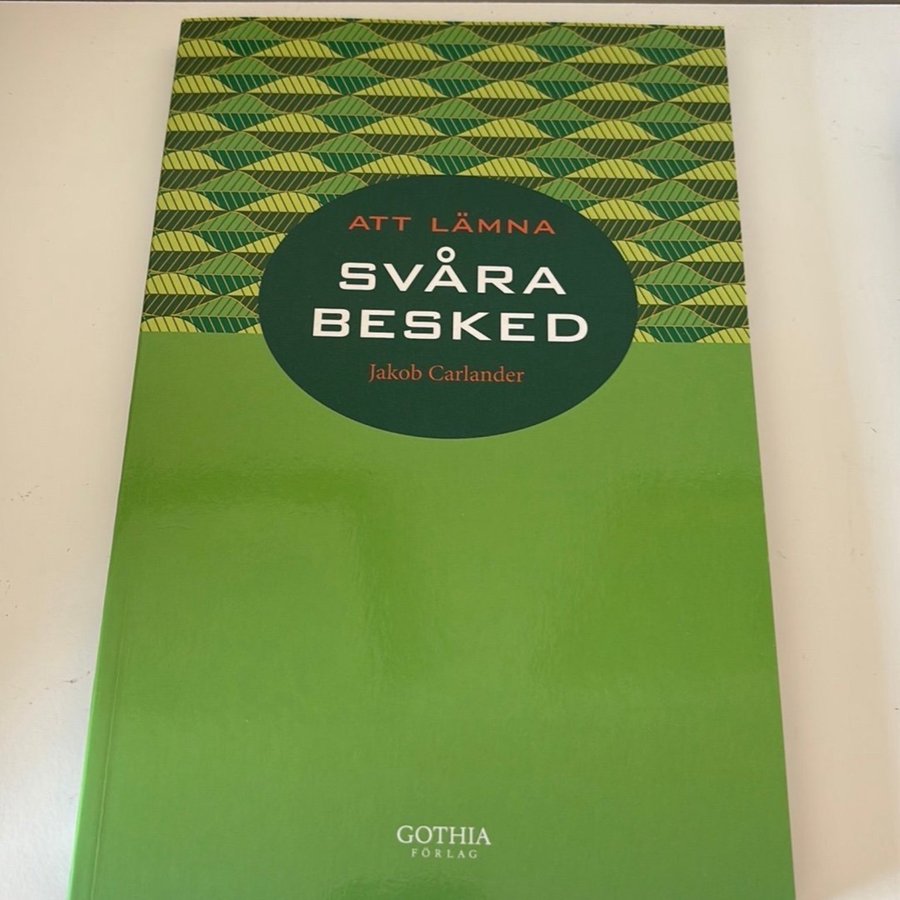 ATT LÄMNA
SVÅRA
BESKED
Jakob Carlander
GOTHIA
FÖRLAG